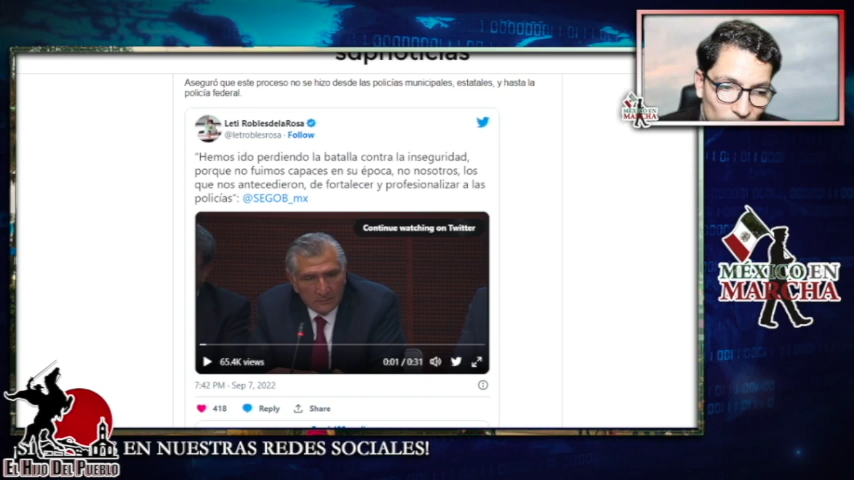 sdpnoticias
Aseguró que este proceso no se hizo desde las policías municipales, estatales, y hasta la
policía federal.
Leti RoblesdelaRosa
@letroblesrosa · Follow
"Hemos ido perdiendo la batalla contra la inseguridad,
porque no fuimos capaces en su época, no nosotros, los
que nos antecedieron, de fortalecer y profesionalizar a las
policías": @SEGOB_mx
Continue watching on Twitter
65.4K views
0:01 / 0:31
7:42 PM · Sep 7, 2022
418 Reply Share
MÉXICO EN
MARCHA
MÉXICO EN
MARCHA
EN NUESTRAS REDES SOCIALES!
EL HIJO DEL PUEBLO